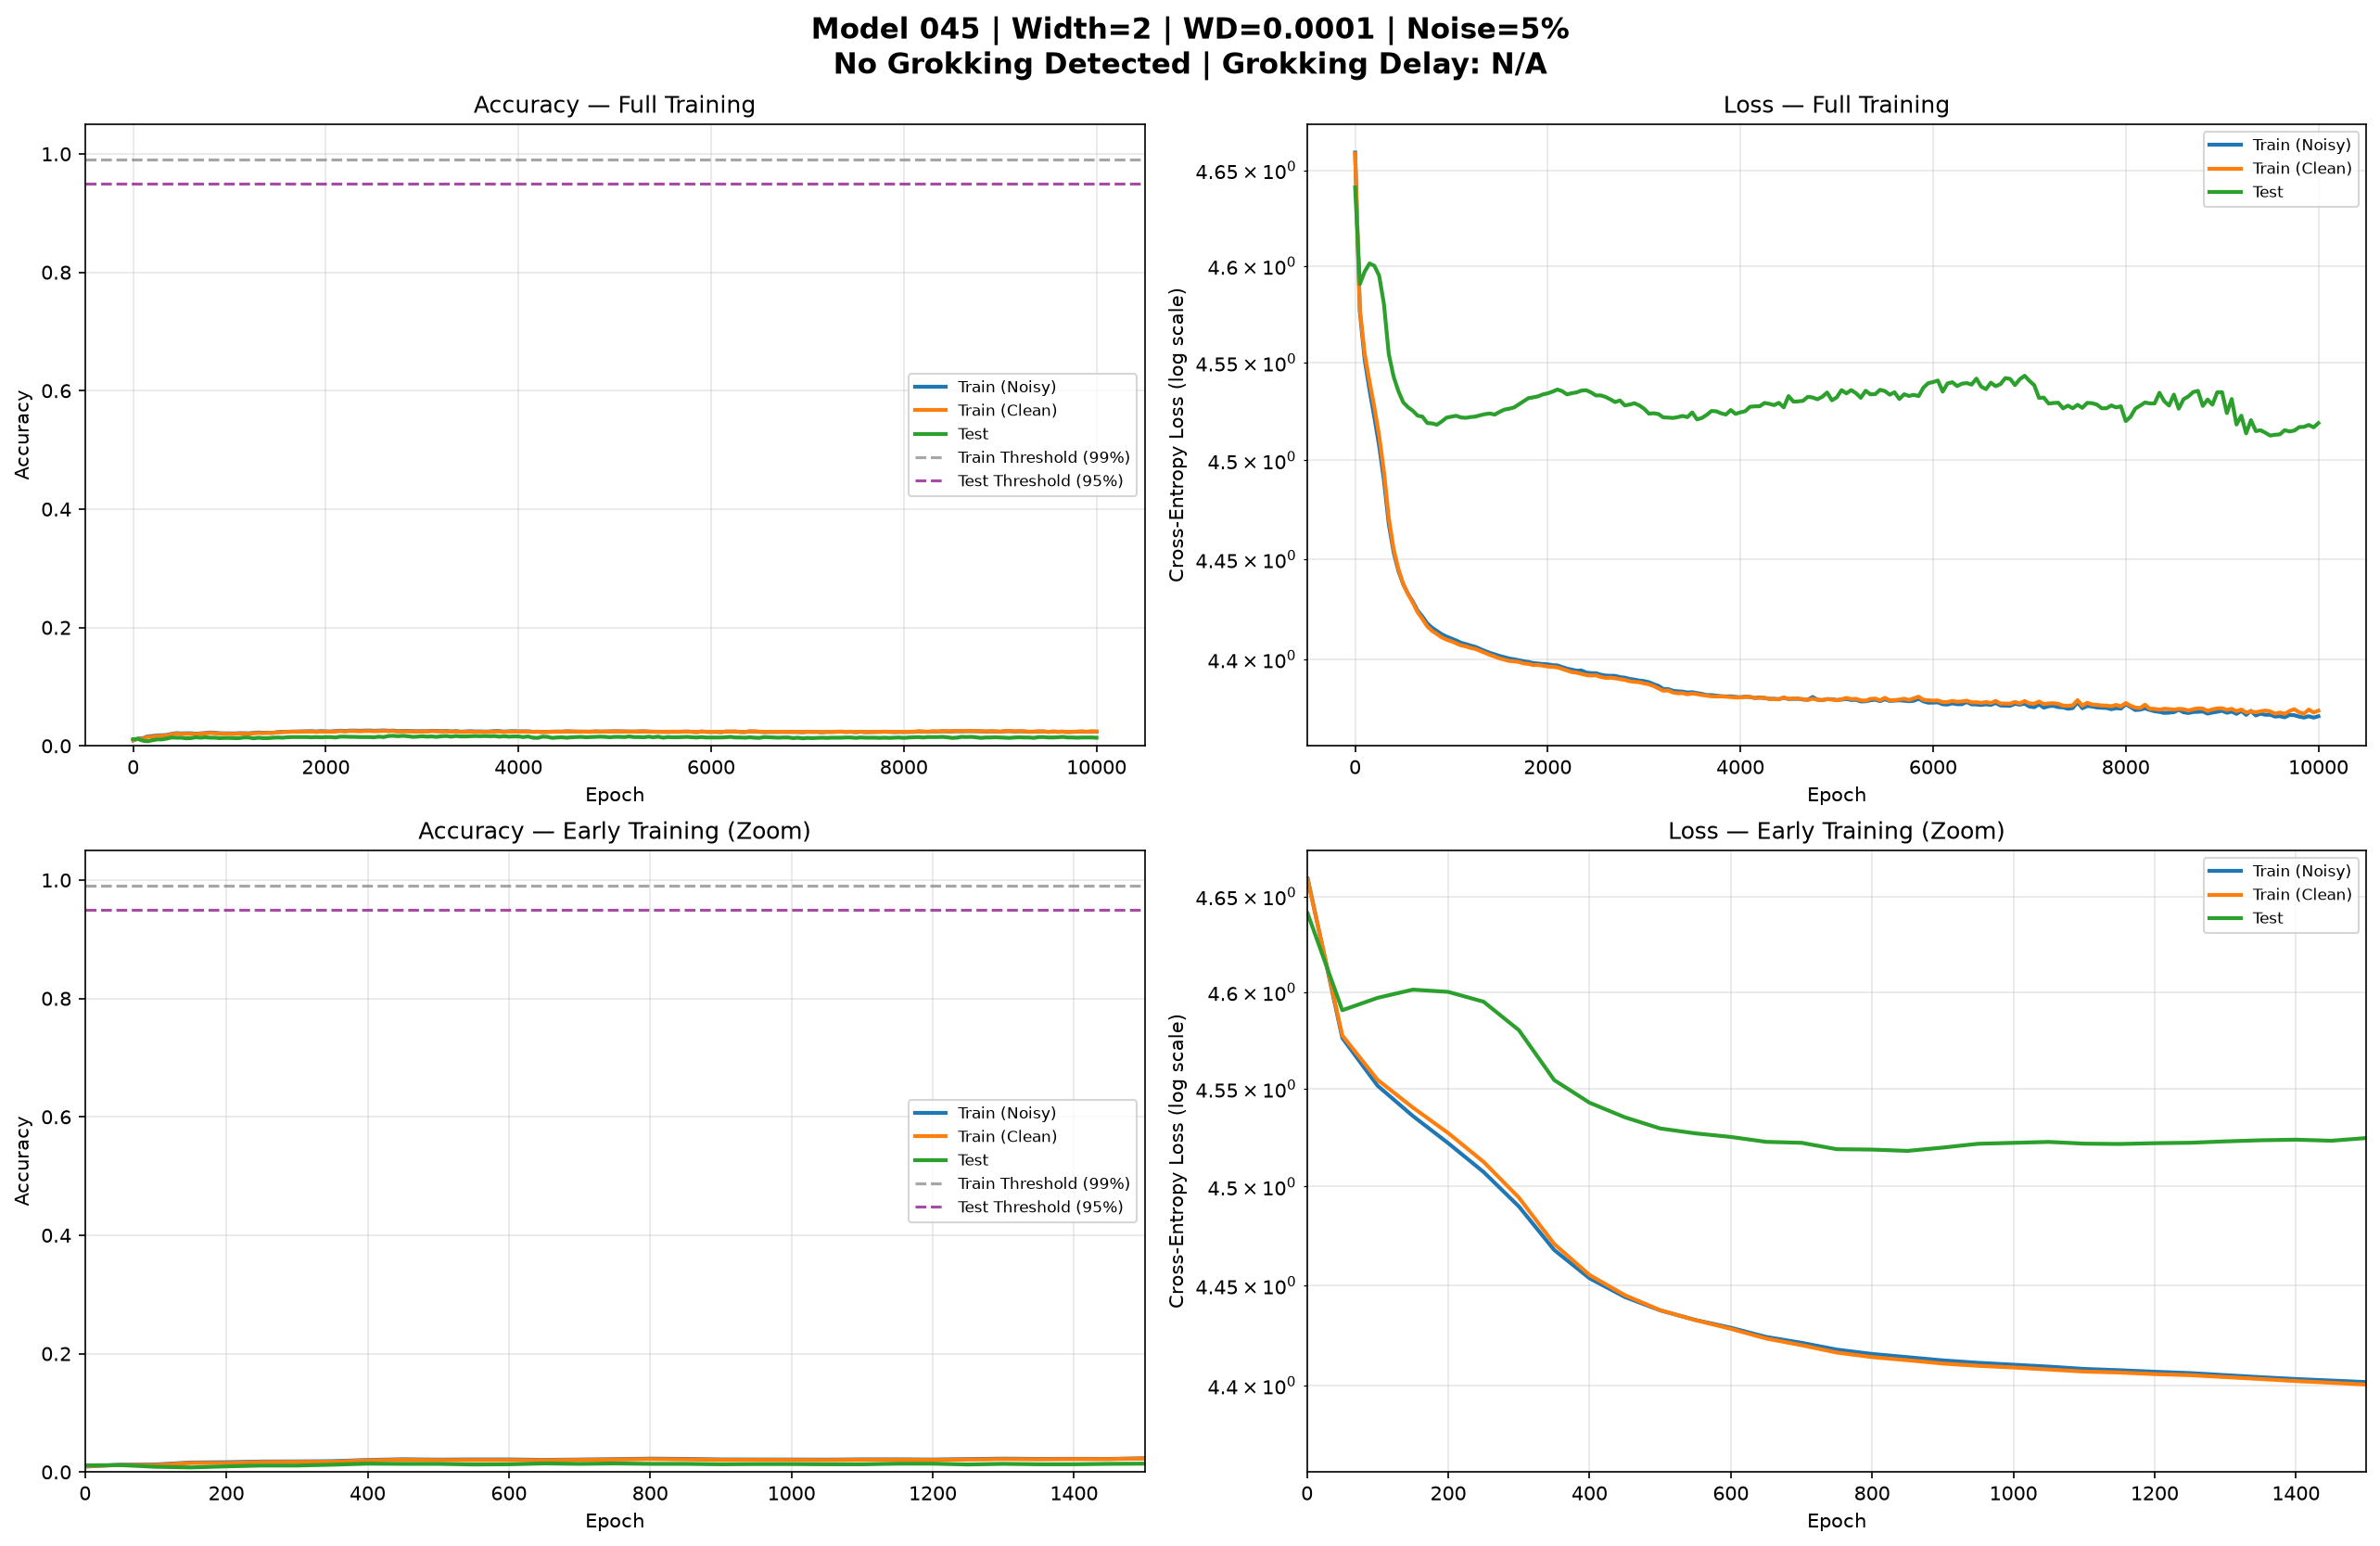 Model 045 | Width=2 | WD=0.0001 | Noise=5%
No Grokking Detected | Grokking Delay: N/A
Accuracy — Full Training
Accuracy
1.0
0.8
0.6
0.4
0.2
0.0
Train (Noisy)
Train (Clean)
Test
Train Threshold (99%)
Test Threshold (95%)
0 2000 4000 6000 8000 10000
Epoch
Loss — Full Training
Cross-Entropy Loss (log scale)
4.65 × 10⁰
4.6 × 10⁰
4.55 × 10⁰
4.5 × 10⁰
4.45 × 10⁰
4.4 × 10⁰
Train (Noisy)
Train (Clean)
Test
0 2000 4000 6000 8000 10000
Epoch
Accuracy — Early Training (Zoom)
Accuracy
1.0
0.8
0.6
0.4
0.2
0.0
Train (Noisy)
Train (Clean)
Test
Train Threshold (99%)
Test Threshold (95%)
0 200 400 600 800 1000 1200 1400
Epoch
Loss — Early Training (Zoom)
Cross-Entropy Loss (log scale)
4.65 × 10⁰
4.6 × 10⁰
4.55 × 10⁰
4.5 × 10⁰
4.45 × 10⁰
4.4 × 10⁰
Train (Noisy)
Train (Clean)
Test
0 200 400 600 800 1000 1200 1400
Epoch